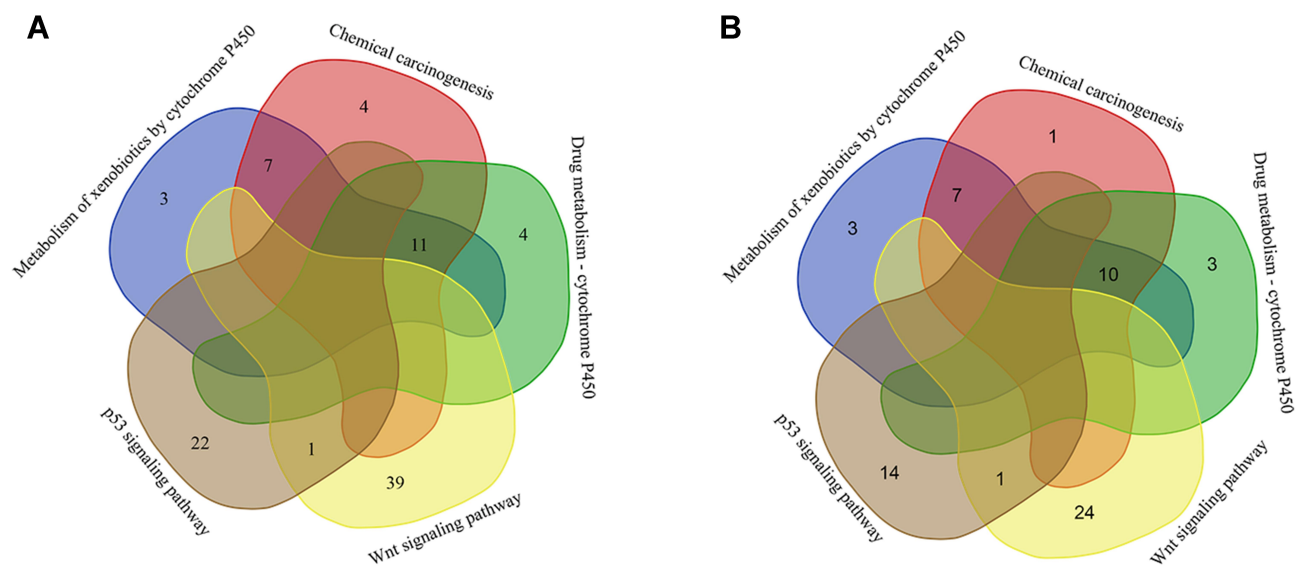 A
Metabolism of xenobiotics by cytochrome P450
Chemical carcinogenesis
Drug metabolism - cytochrome P450
p53 signaling pathway
Wnt signaling pathway
4
7
3
4
11
22
1
39
B
Metabolism of xenobiotics by cytochrome P450
Chemical carcinogenesis
Drug metabolism - cytochrome P450
p53 signaling pathway
Wnt signaling pathway
1
7
3
3
10
14
1
24